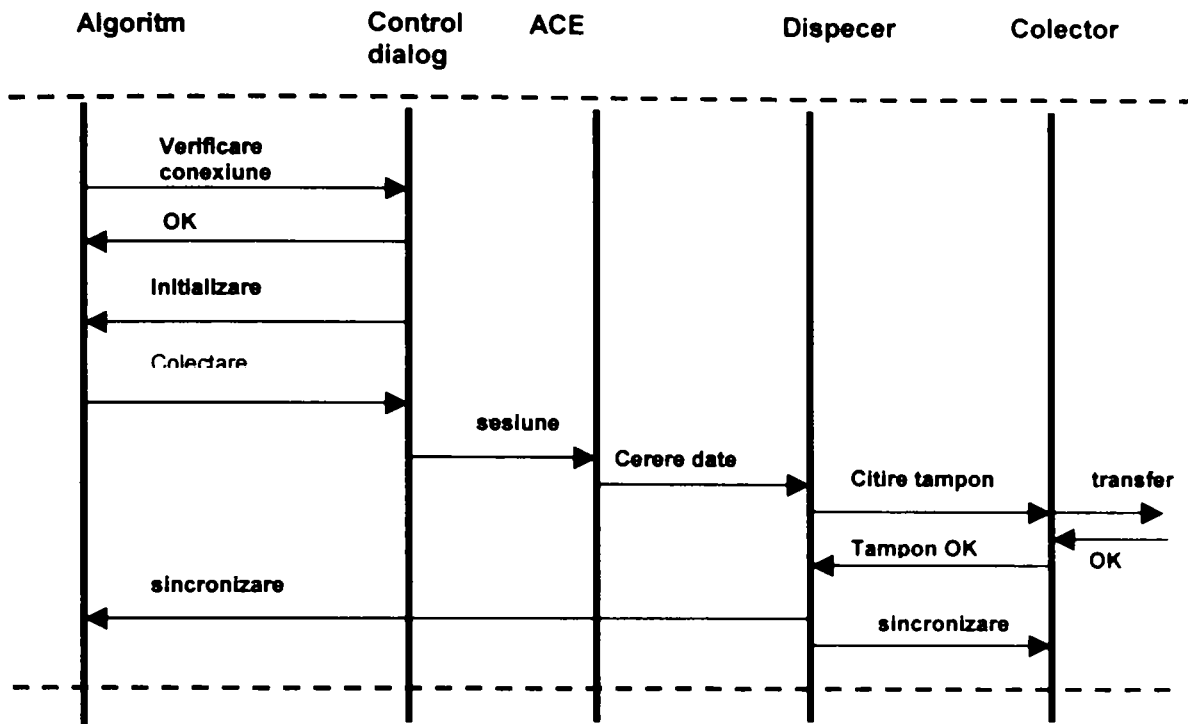 Algoritm
Control
dialog
ACE
Dispecer
Colector
Verificare
conexiune
OK
Initializare
Colectare
sesiune
Cerere date
Citire tampon
transfer
Tampon OK
OK
sincronizare
sincronizare